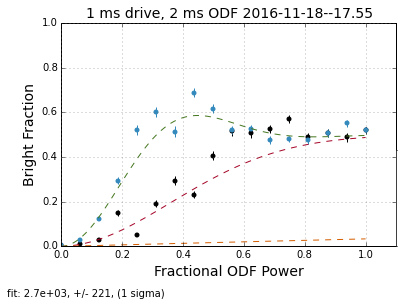 1 ms drive, 2 ms ODF 2016-11-18--17.55
1.0
0.8
0.6
0.4
0.2
0.0
Bright Fraction
0.0 0.2 0.4 0.6 0.8 1.0
Fractional ODF Power
fit: 2.7e+03, +/- 221, (1 sigma)